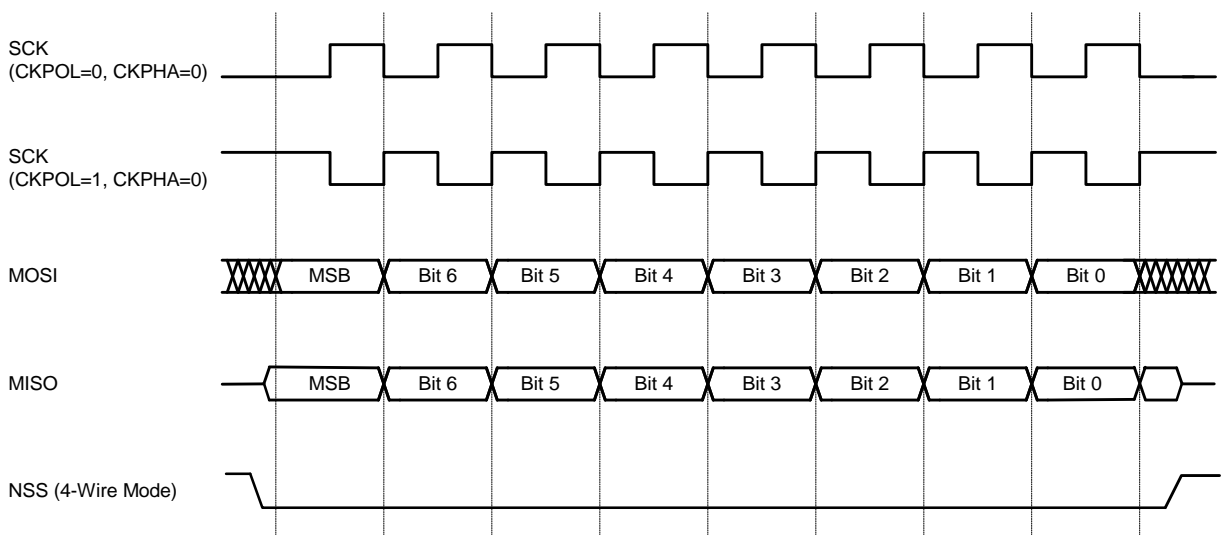 SCK
(CKPOL=0, CKPHA=0)
SCK
(CKPOL=1, CKPHA=0)
MOSI
MSB Bit 6 Bit 5 Bit 4 Bit 3 Bit 2 Bit 1 Bit 0
MISO
MSB Bit 6 Bit 5 Bit 4 Bit 3 Bit 2 Bit 1 Bit 0
NSS (4-Wire Mode)